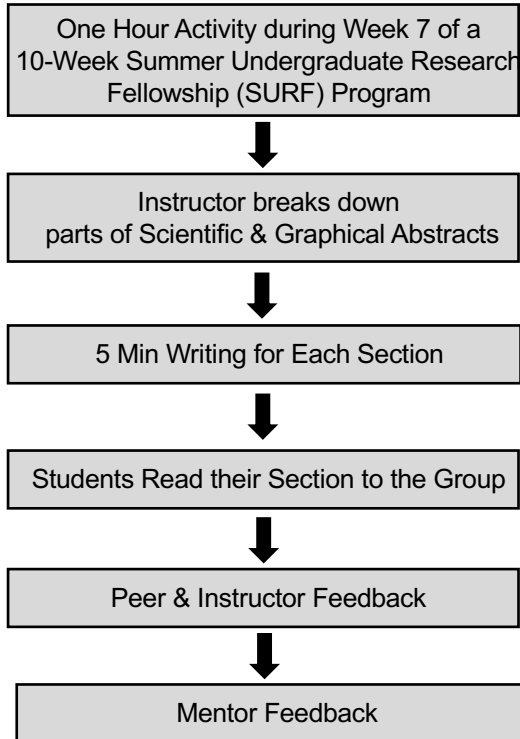 One Hour Activity during Week 7 of a
10-Week Summer Undergraduate Research
Fellowship (SURF) Program
Instructor breaks down
parts of Scientific & Graphical Abstracts
5 Min Writing for Each Section
Students Read their Section to the Group
Peer & Instructor Feedback
Mentor Feedback